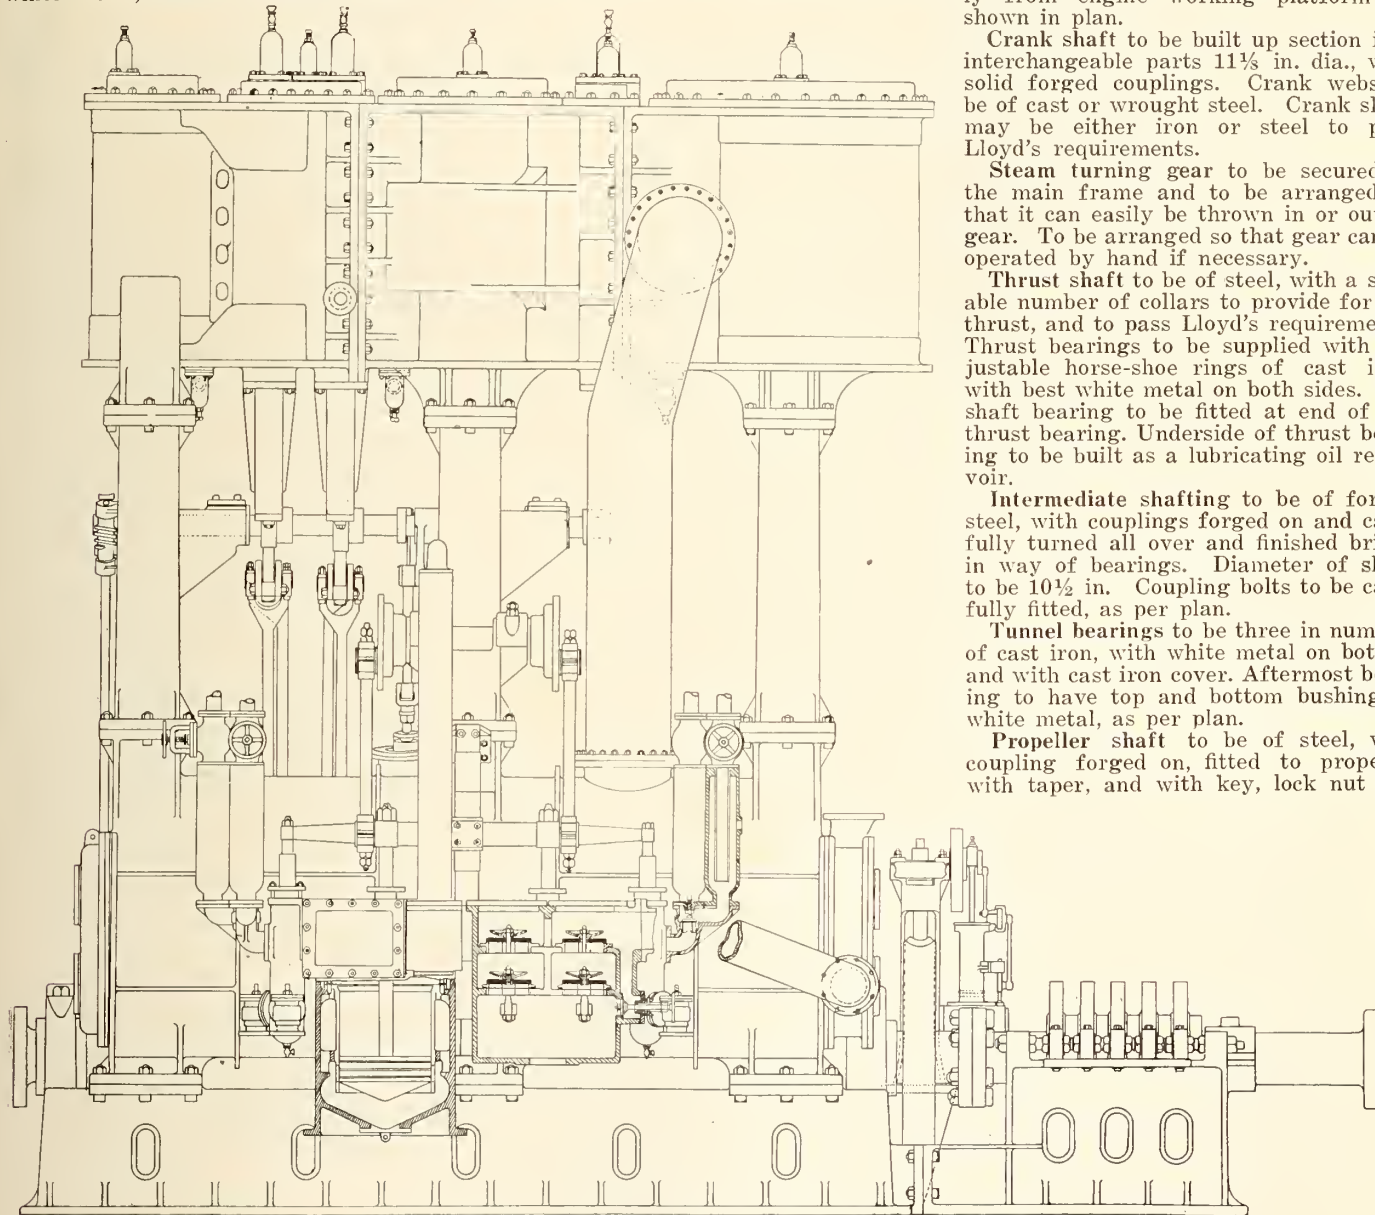 from engine working platform
shown in plan.
Crank shaft to be built up section
interchangeable parts 11⅛ in. dia.,
solid forged couplings. Crank webs
be of cast or wrought steel. Crank
may be either iron or steel to
Lloyd's requirements.
Steam turning gear to be secured
the main frame and to be arranged
that it can easily be thrown in or
gear. To be arranged so that gear
operated by hand if necessary.
Thrust shaft to be of steel, with a
able number of collars to provide for
thrust, and to pass Lloyd's
Thrust bearings to be supplied with
justable horse-shoe rings of cast
with best white metal on both sides.
shaft bearing to be fitted at end of
thrust bearing. Underside of thrust
ing to be built as a lubricating oil
voir.
Intermediate shafting to be of
steel, with couplings forged on and
fully turned all over and finished
in way of bearings. Diameter of
to be 10½ in. Coupling bolts to be
fully fitted, as per plan.
Tunnel bearings to be three in
of cast iron, with white metal on
and with cast iron cover. Aftermost
ing to have top and bottom bushing
white metal, as per plan.
Propeller shaft to be of steel,
coupling forged on, fitted to
with taper, and with key, lock nut